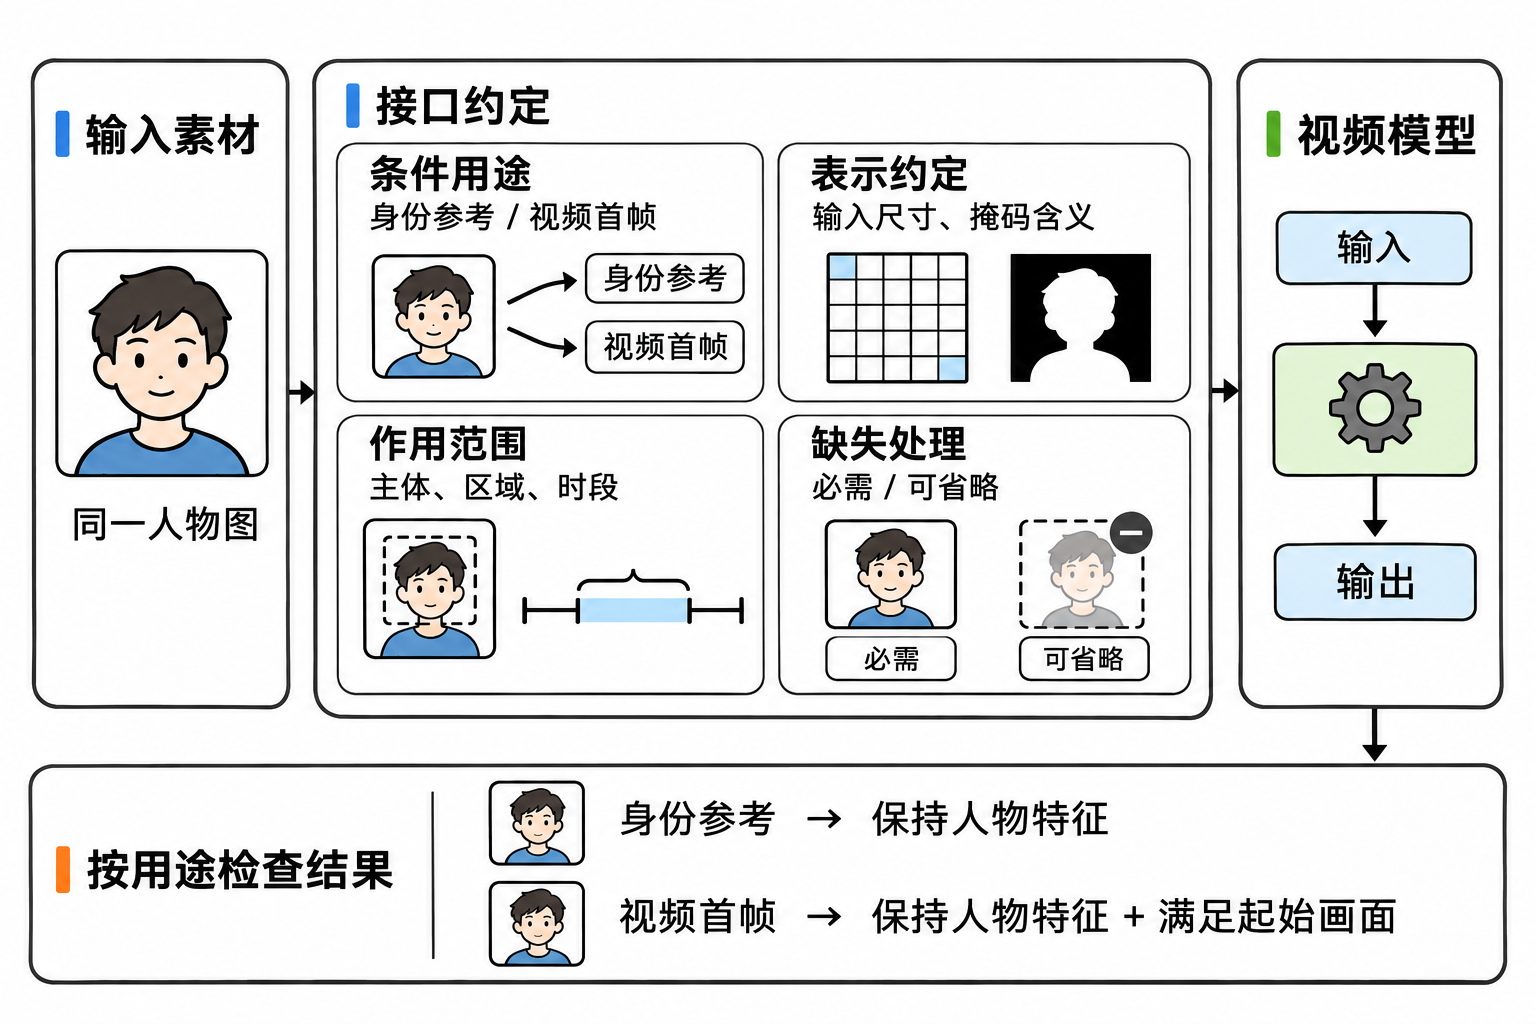 输入素材
同一人物图
接口约定
条件用途
身份参考 / 视频首帧
身份参考
视频首帧
表示约定
输入尺寸、掩码含义
作用范围
主体、区域、时段
缺失处理
必需 / 可省略
必需
可省略
视频模型
输入
输出
按用途检查结果
身份参考 → 保持人物特征
视频首帧 → 保持人物特征 + 满足起始画面